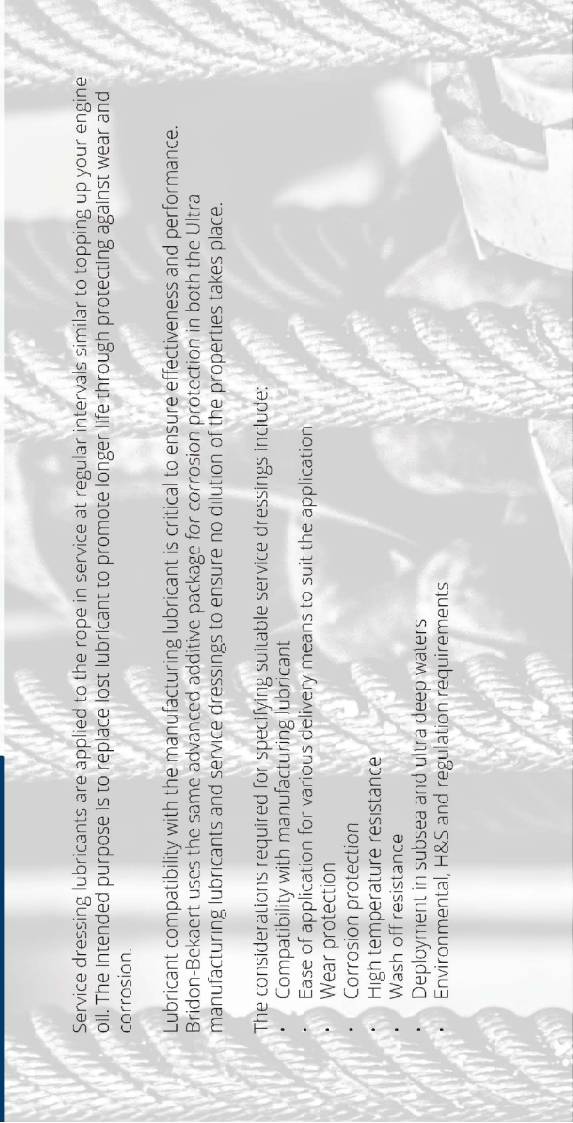 Service dressing lubricants are applied to the rope in service at regular intervals similar to topping up your engine
oil. The intended purpose is to replace lost lubricant to promote longer life through protecting against wear and
corrosion.
Lubricant compatibility with the manufacturing lubricant is critical to ensure effectiveness and performance.
Bridon-Bekaert uses the same advanced additive package for corrosion protection in both the Ultra
manufacturing lubricants and service dressings to ensure no dilution of the properties takes place.
The considerations required for specifying suitable service dressings include:
• Compatibility with manufacturing lubricant
• Ease of application for various delivery means to suit the application
• Wear protection
• Corrosion protection
• High temperature resistance
• Wash off resistance
• Deployment in subsea and ultra deep waters
• Environmental, H&S and regulation requirements